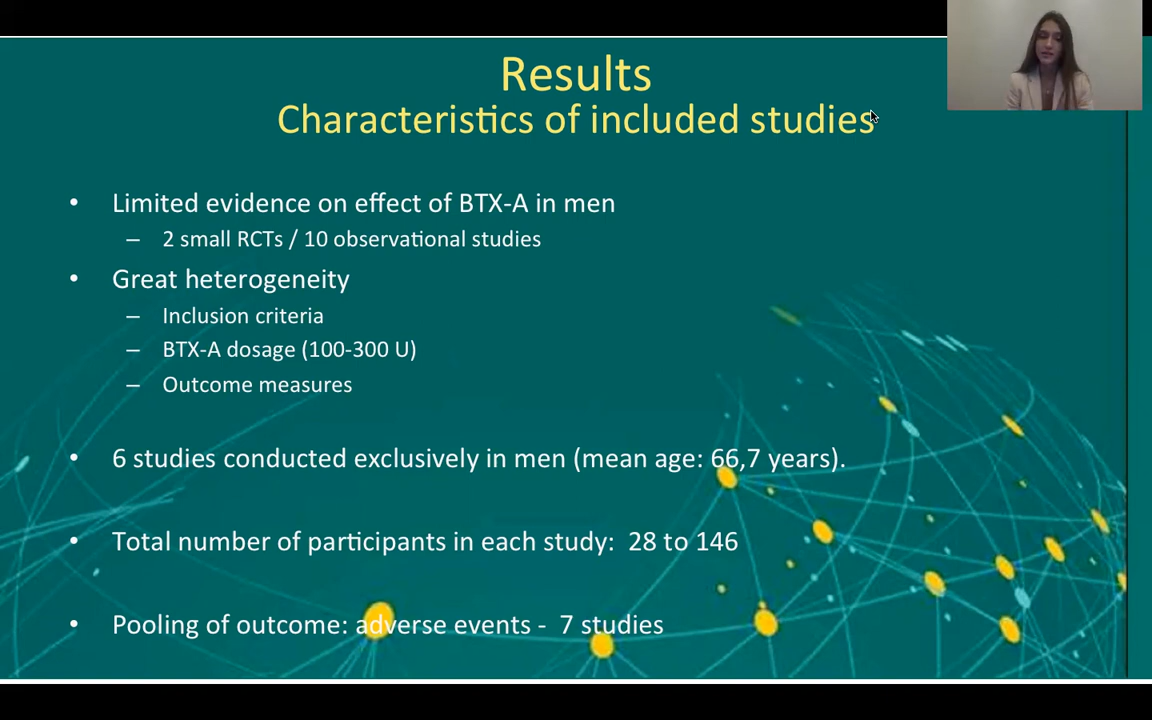 Results
Characteristics of included studies
• Limited evidence on effect of BTX-A in men
– 2 small RCTs / 10 observational studies
• Great heterogeneity
– Inclusion criteria
– BTX-A dosage (100-300 U)
– Outcome measures
• 6 studies conducted exclusively in men (mean age: 66,7 years).
• Total number of participants in each study: 28 to 146
• Pooling of outcome: adverse events - 7 studies